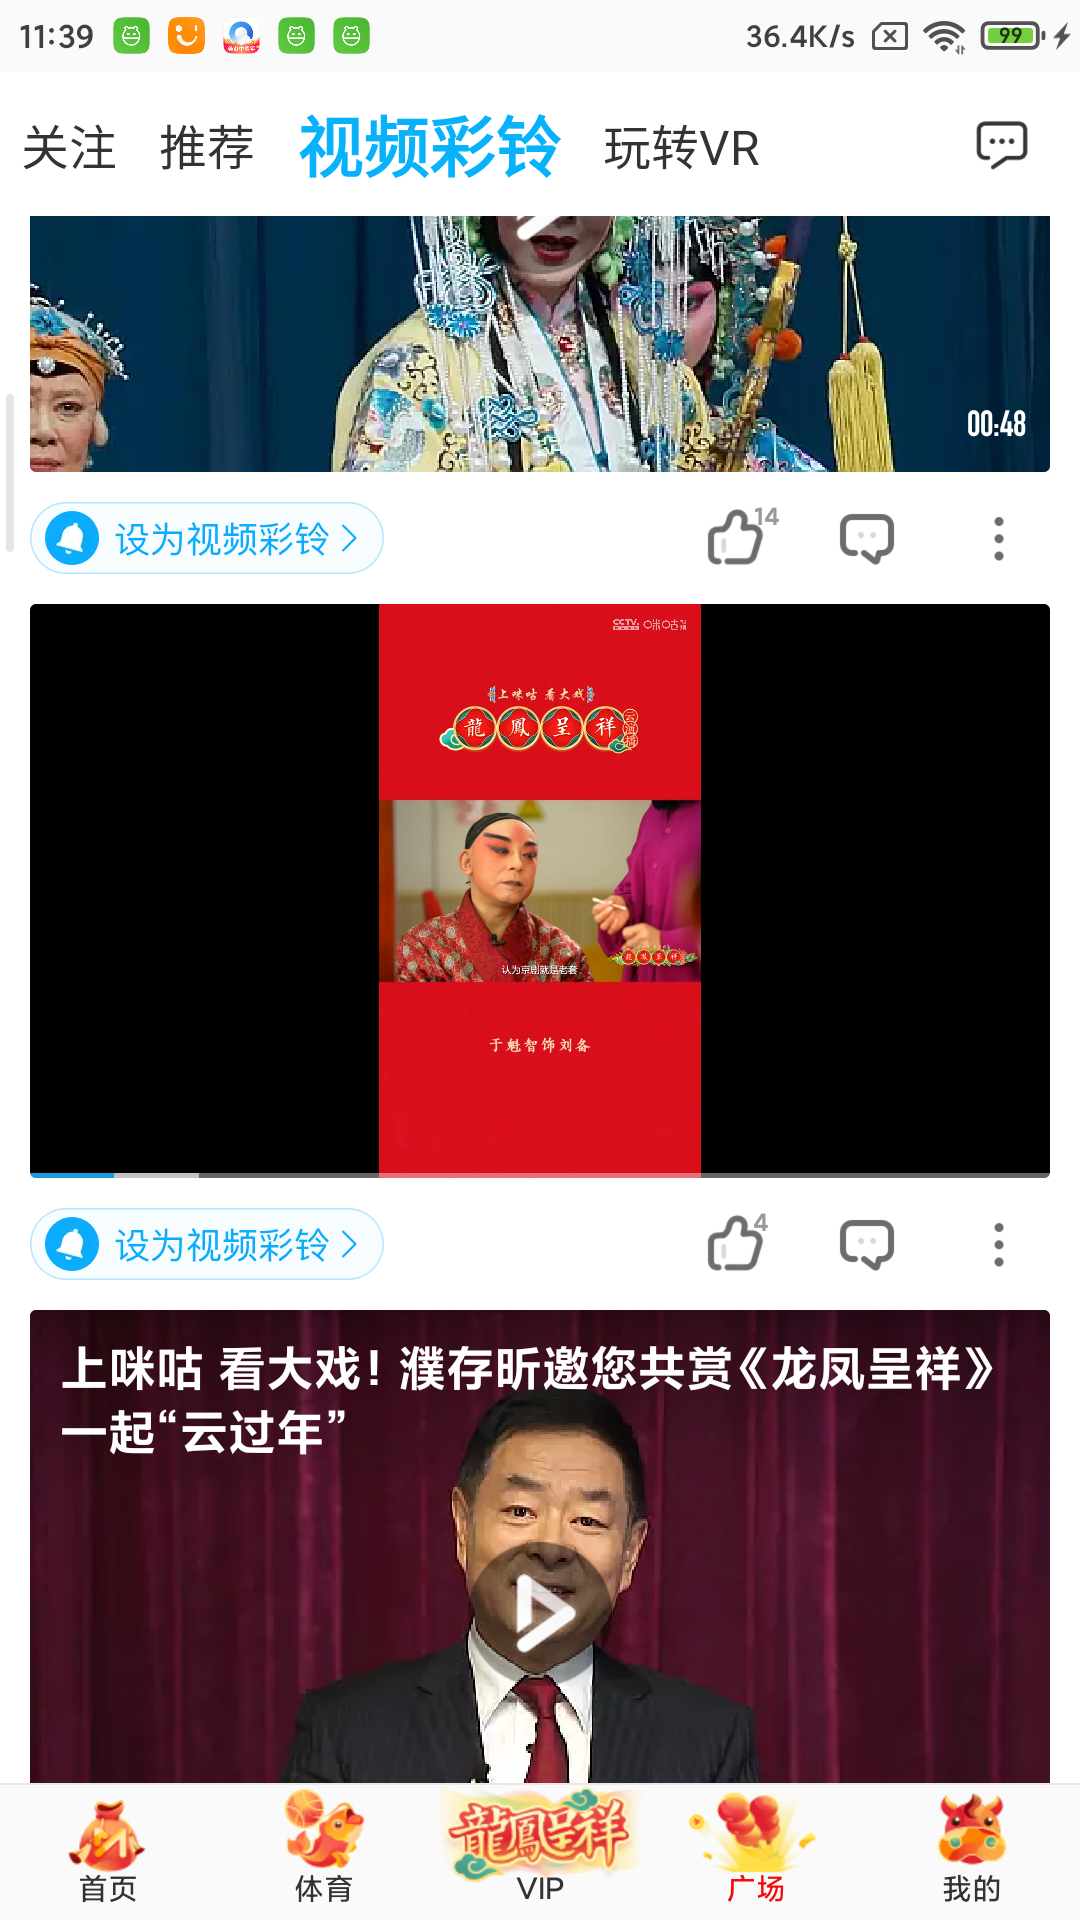 11:39
36.4K/s
99
关注 推荐 视频彩铃 玩转VR
00:48
设为视频彩铃
14
CCTV 咪咕
上咪咕 看大戏
龍鳳呈祥
认为京剧就是老套
于魁智饰刘备
设为视频彩铃
4
上咪咕 看大戏！濮存昕邀您共赏《龙凤呈祥》
一起“云过年”
龍鳳呈祥
首页 体育 VIP 广场 我的